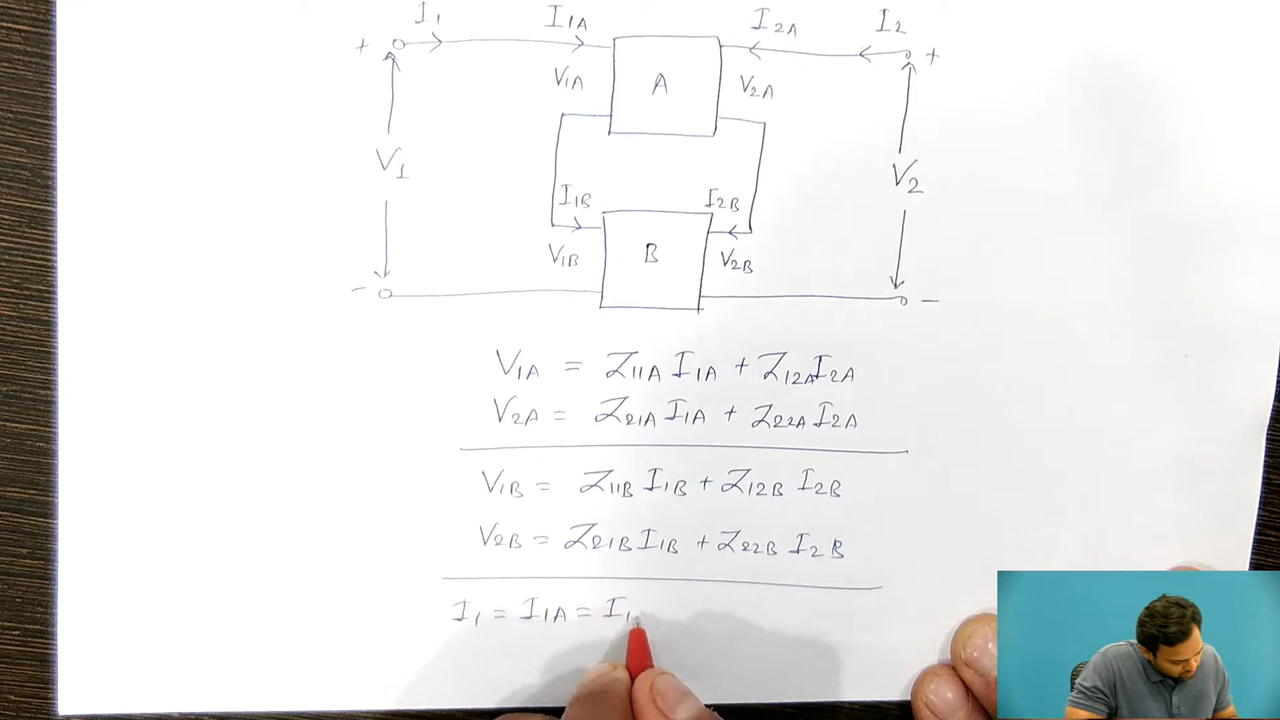 I1 I1A I2A I2
+ +
V1A A V2A
V1 V2
I1B I2B
V1B B V2B
- -
V1A = Z11A I1A + Z12A I2A
V2A = Z21A I1A + Z22A I2A
V1B = Z11B I1B + Z12B I2B
V2B = Z21B I1B + Z22B I2B
I1 = I1A = I1